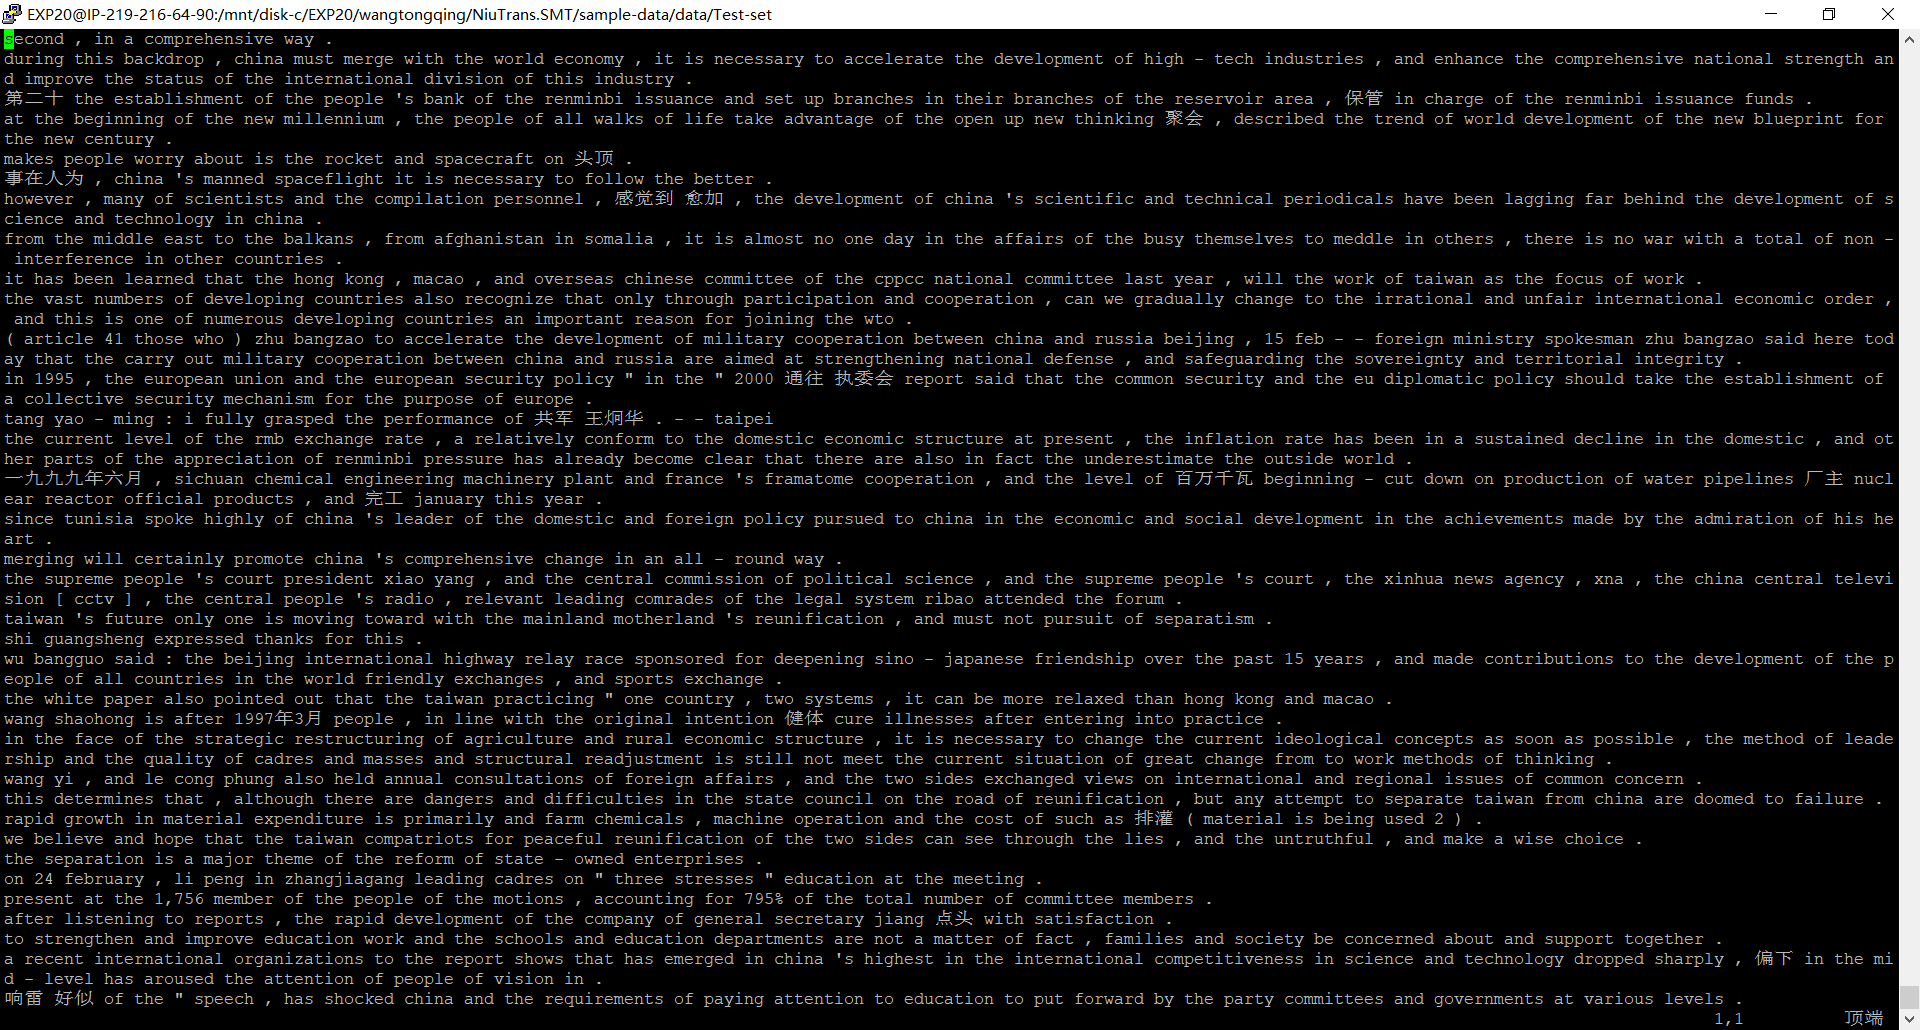 EXP20@IP-219-216-64-90:/mnt/disk-c/EXP20/wangtongqing/NiuTrans.SMT/sample-data/data/Test-set
second , in a comprehensive way .
during this backdrop , china must merge with the world economy , it is necessary to accelerate the development of high - tech industries , and enhance the comprehensive national strength an
d improve the status of the international division of this industry .
第二十 the establishment of the people 's bank of the renminbi issuance and set up branches in their branches of the reservoir area , 保管 in charge of the renminbi issuance funds .
at the beginning of the new millennium , the people of all walks of life take advantage of the open up new thinking 聚会 , described the trend of world development of the new blueprint for
the new century .
makes people worry about is the rocket and spacecraft on 头顶 .
事在人为 , china 's manned spaceflight it is necessary to follow the better .
however , many of scientists and the compilation personnel , 感觉到 愈加 , the development of china 's scientific and technical periodicals have been lagging far behind the development of s
cience and technology in china .
from the middle east to the balkans , from afghanistan in somalia , it is almost no one day in the affairs of the busy themselves to meddle in others , there is no war with a total of non -
 interference in other countries .
it has been learned that the hong kong , macao , and overseas chinese committee of the cppcc national committee last year , will the work of taiwan as the focus of work .
the vast numbers of developing countries also recognize that only through participation and cooperation , can we gradually change to the irrational and unfair international economic order ,
 and this is one of numerous developing countries an important reason for joining the wto .
( article 41 those who ) zhu bangzao to accelerate the development of military cooperation between china and russia beijing , 15 feb - - foreign ministry spokesman zhu bangzao said here tod
ay that the carry out military cooperation between china and russia are aimed at strengthening national defense , and safeguarding the sovereignty and territorial integrity .
in 1995 , the european union and the european security policy " in the " 2000 通往 执委会 report said that the common security and the eu diplomatic policy should take the establishment of
a collective security mechanism for the purpose of europe .
tang yao - ming : i fully grasped the performance of 共军 王炯华 . - - taipei
the current level of the rmb exchange rate , a relatively conform to the domestic economic structure at present , the inflation rate has been in a sustained decline in the domestic , and ot
her parts of the appreciation of renminbi pressure has already become clear that there are also in fact the underestimate the outside world .
一九九九年六月 , sichuan chemical engineering machinery plant and france 's framatome cooperation , and the level of 百万千瓦 beginning - cut down on production of water pipelines 厂主 nucl
ear reactor official products , and 完工 january this year .
since tunisia spoke highly of china 's leader of the domestic and foreign policy pursued to china in the economic and social development in the achievements made by the admiration of his he
art .
merging will certainly promote china 's comprehensive change in an all - round way .
the supreme people 's court president xiao yang , and the central commission of political science , and the supreme people 's court , the xinhua news agency , xna , the china central televi
sion [ cctv ] , the central people 's radio , relevant leading comrades of the legal system ribao attended the forum .
taiwan 's future only one is moving toward with the mainland motherland 's reunification , and must not pursuit of separatism .
shi guangsheng expressed thanks for this .
wu bangguo said : the beijing international highway relay race sponsored for deepening sino - japanese friendship over the past 15 years , and made contributions to the development of the p
eople of all countries in the world friendly exchanges , and sports exchange .
the white paper also pointed out that the taiwan practicing " one country , two systems , it can be more relaxed than hong kong and macao .
wang shaohong is after 1997年3月 people , in line with the original intention 健体 cure illnesses after entering into practice .
in the face of the strategic restructuring of agriculture and rural economic structure , it is necessary to change the current ideological concepts as soon as possible , the method of leade
rship and the quality of cadres and masses and structural readjustment is still not meet the current situation of great change from to work methods of thinking .
wang yi , and le cong phung also held annual consultations of foreign affairs , and the two sides exchanged views on international and regional issues of common concern .
this determines that , although there are dangers and difficulties in the state council on the road of reunification , but any attempt to separate taiwan from china are doomed to failure .
rapid growth in material expenditure is primarily and farm chemicals , machine operation and the cost of such as 排灌 ( material is being used 2 ) .
we believe and hope that the taiwan compatriots for peaceful reunification of the two sides can see through the lies , and the untruthful , and make a wise choice .
the separation is a major theme of the reform of state - owned enterprises .
on 24 february , li peng in zhangjiagang leading cadres on " three stresses " education at the meeting .
present at the 1,756 member of the people of the motions , accounting for 795% of the total number of committee members .
after listening to reports , the rapid development of the company of general secretary jiang 点头 with satisfaction .
to strengthen and improve education work and the schools and education departments are not a matter of fact , families and society be concerned about and support together .
a recent international organizations to the report shows that has emerged in china 's highest in the international competitiveness in science and technology dropped sharply , 偏下 in the mi
d - level has aroused the attention of people of vision in .
响雷 好似 of the " speech , has shocked china and the requirements of paying attention to education to put forward by the party committees and governments at various levels .
1,1 顶端